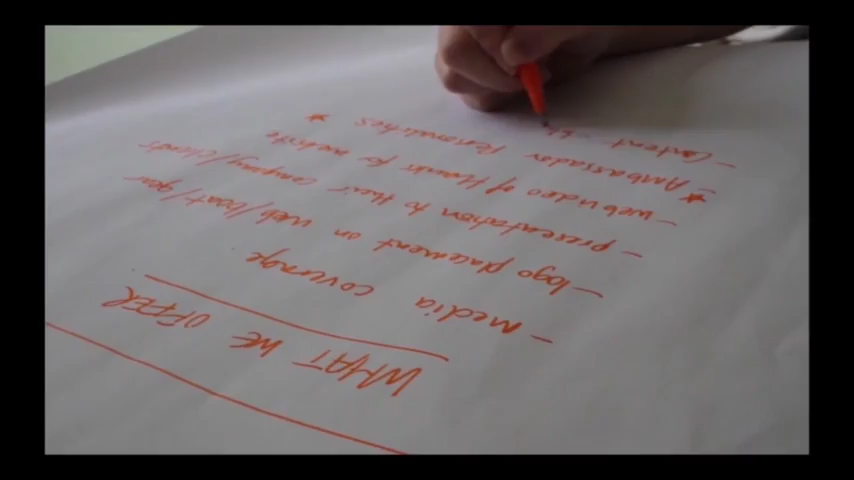 WHAT WE OFFER
- media coverage
- logo placement on web/boat/gear
- presentation to their company/clients
- web video of thanks for website
* Ambassador Personalities *
- Content